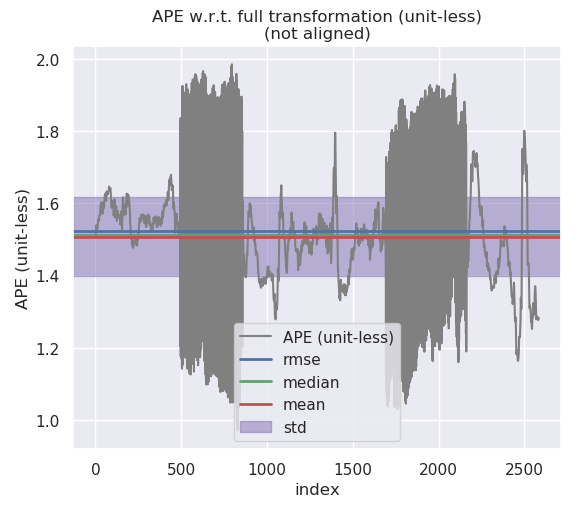 APE w.r.t. full transformation (unit-less)
(not aligned)
2.0
1.8
1.6
1.4
1.2
1.0
APE (unit-less)
APE (unit-less)
rmse
median
mean
std
0
500
1000
1500
2000
2500
index